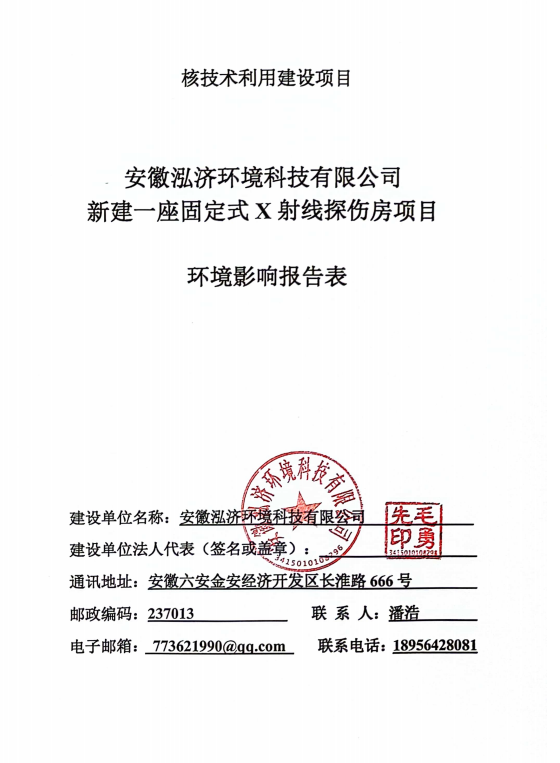 核技术利用建设项目
安徽泓济环境科技有限公司
新建一座固定式 X 射线探伤房项目
环境影响报告表
安徽泓济环境科技有限公司
3415010108296
建设单位名称：安徽泓济环境科技有限公司
先毛
印勇
3415010108298
建设单位法人代表（签名或盖章）：
通讯地址：安徽六安金安经济开发区长淮路 666 号
邮政编码：237013 联 系 人：潘浩
电子邮箱：773621990@qq.com 联系电话：18956428081